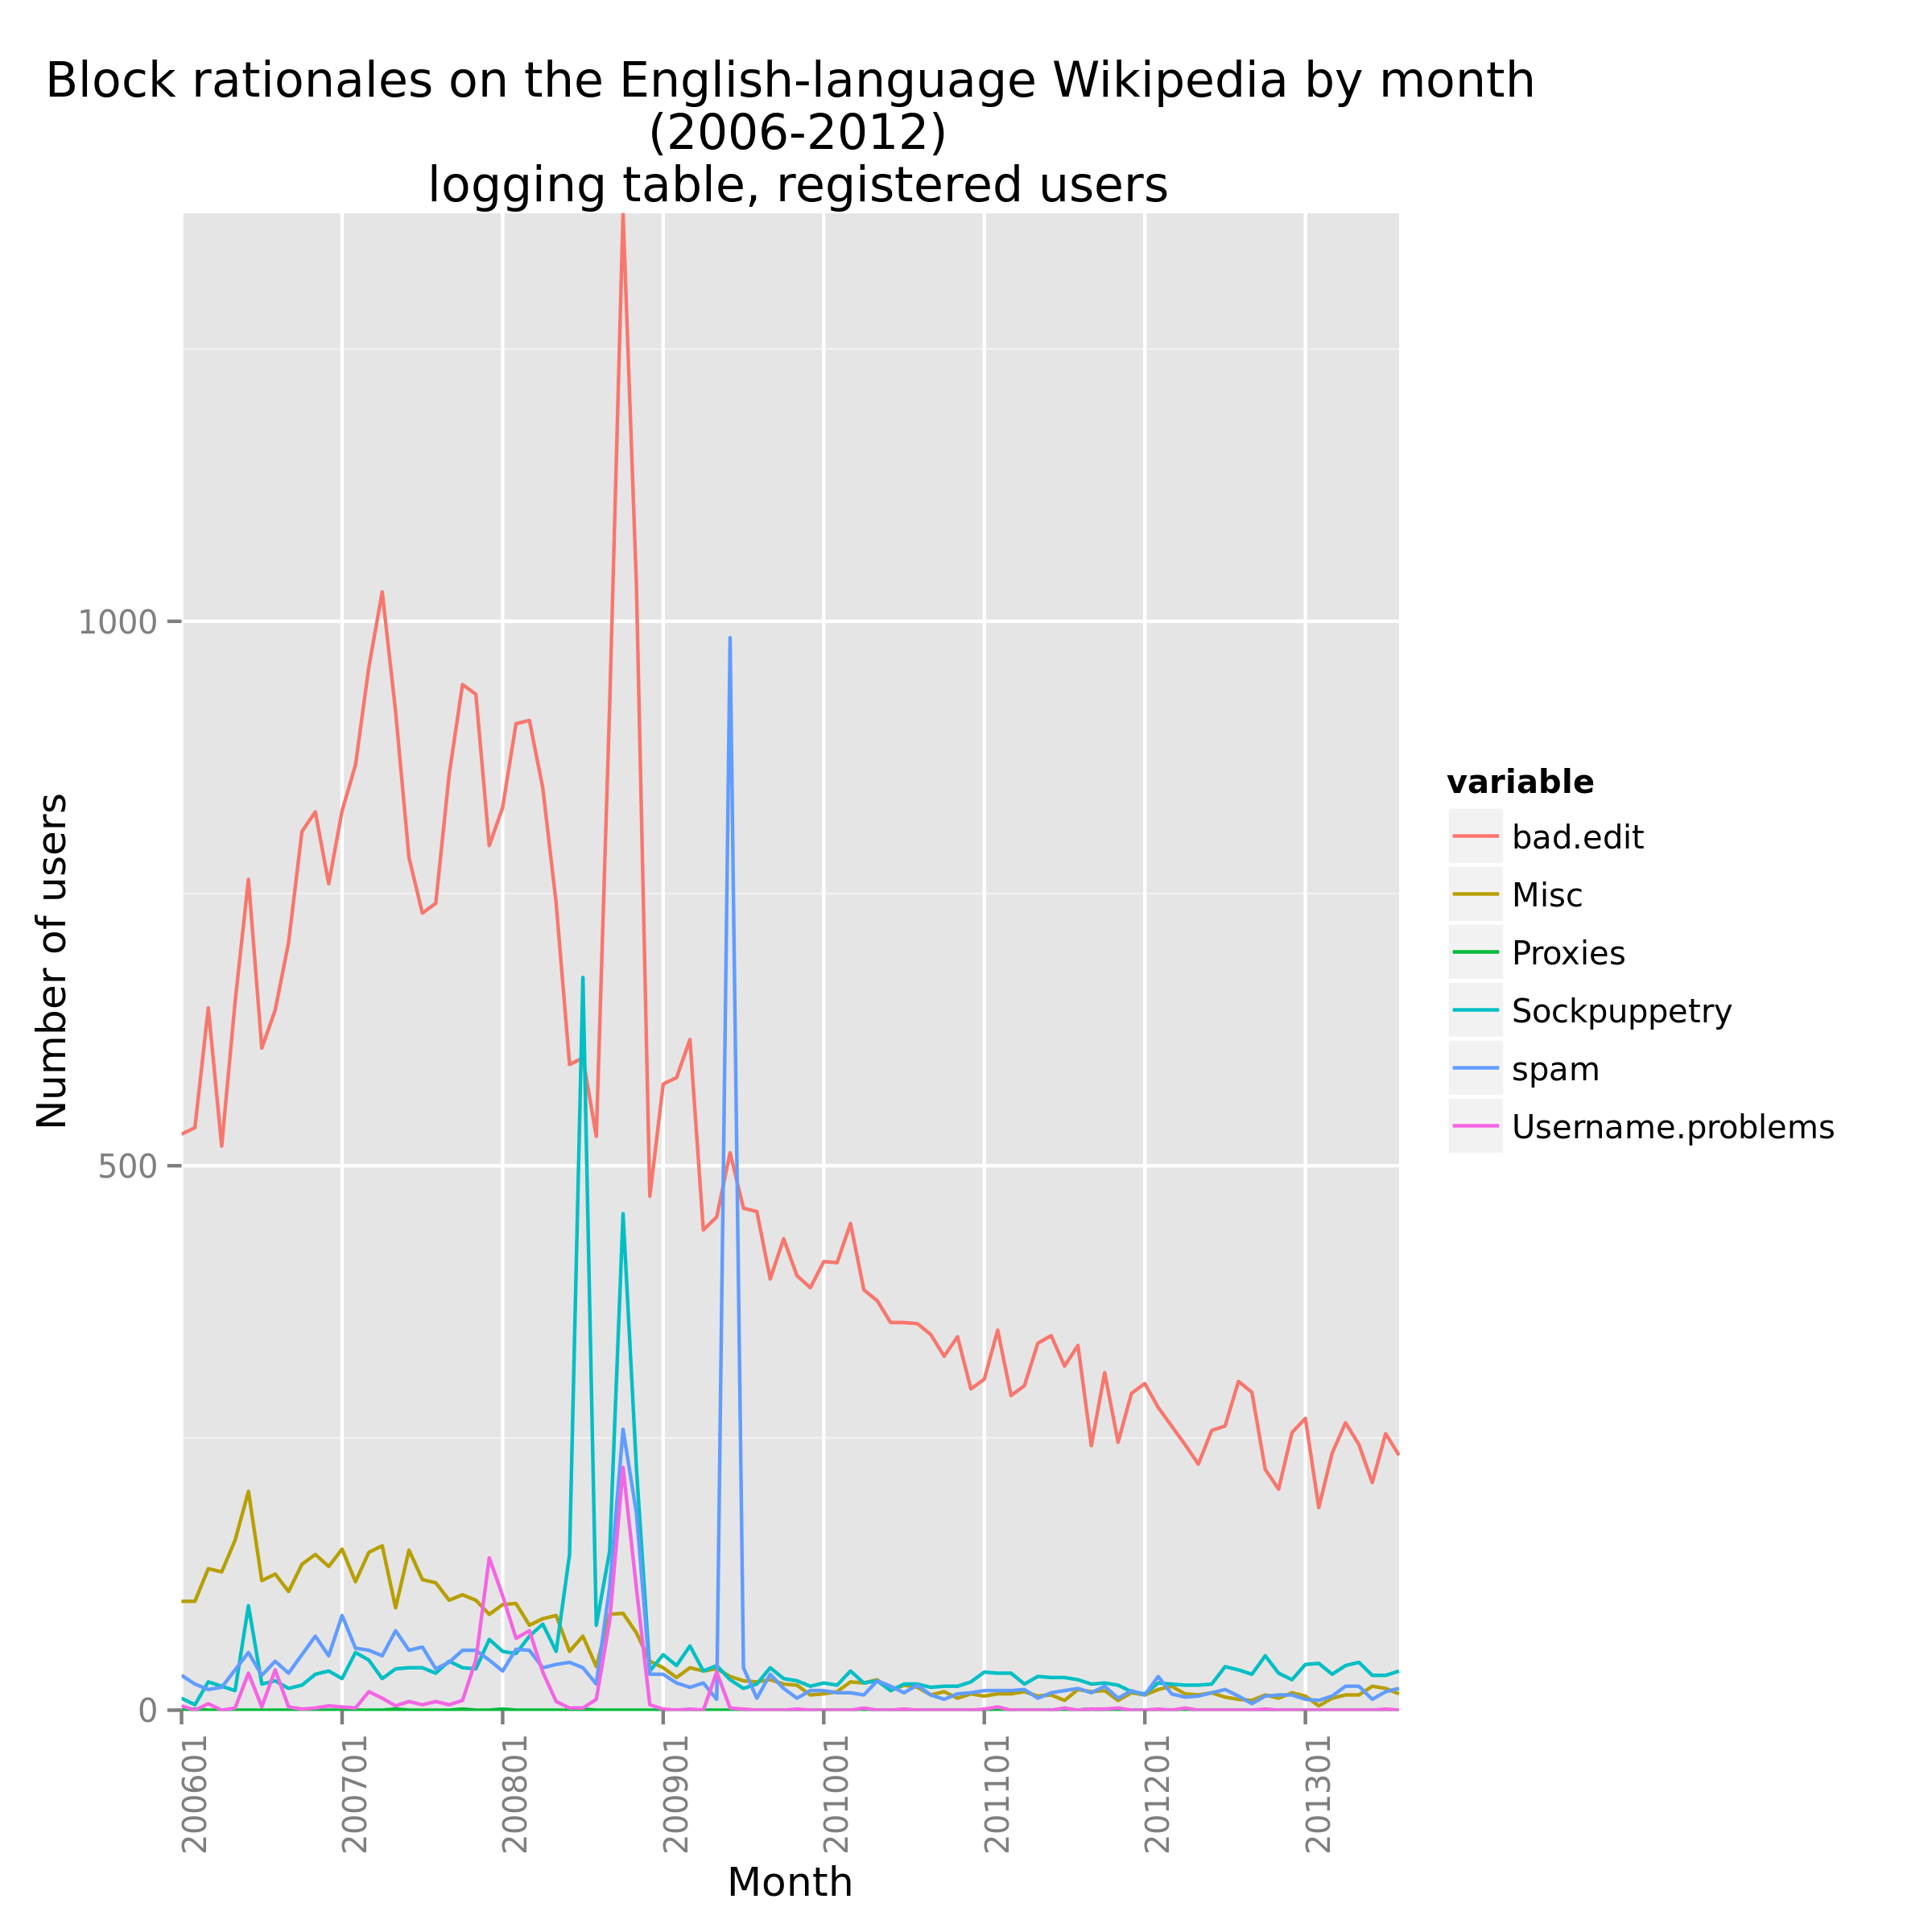 Block rationales on the English-language Wikipedia by month
(2006-2012)
logging table, registered users
Number of users
1000
500
0
200601
200701
200801
200901
201001
201101
201201
201301
Month
variable
bad.edit
Misc
Proxies
Sockpuppetry
spam
Username.problems